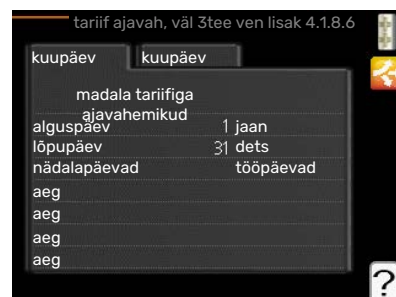 tariif ajavah, väl 3tee ven lisak 4.1.8.6
kuupäev kuupäev
madala tariifiga
ajavahemikud
alguspäev 1 jaan
lõpupäev 31 dets
nädalapäevad tööpäevad
aeg
aeg
aeg
aeg
?